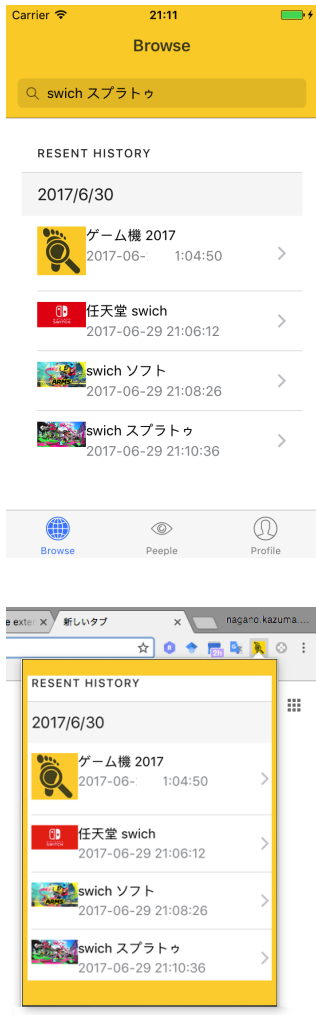 Carrier 21:11
Browse
swich スプラトゥ
RESENT HISTORY
2017/6/30
ゲーム機 2017
2017-06- 1:04:50
任天堂 swich
2017-06-29 21:06:12
swich ソフト
2017-06-29 21:08:26
swich スプラトゥ
2017-06-29 21:10:36
Browse Peeple Profile
e exter 新しいタブ nagano.kazuma....
2h
RESENT HISTORY
2017/6/30
ゲーム機 2017
2017-06- 1:04:50
任天堂 swich
2017-06-29 21:06:12
swich ソフト
2017-06-29 21:08:26
swich スプラトゥ
2017-06-29 21:10:36